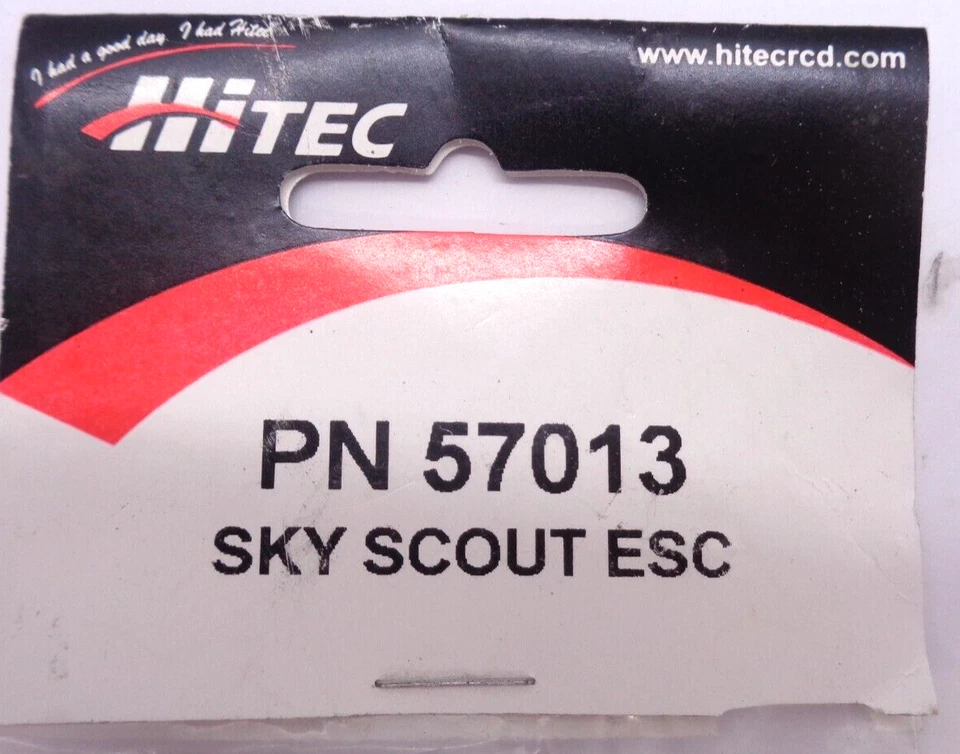 I had a good day. I had Hitec
www.hitecrcd.com
HiTEC
PN 57013
SKY SCOUT ESC